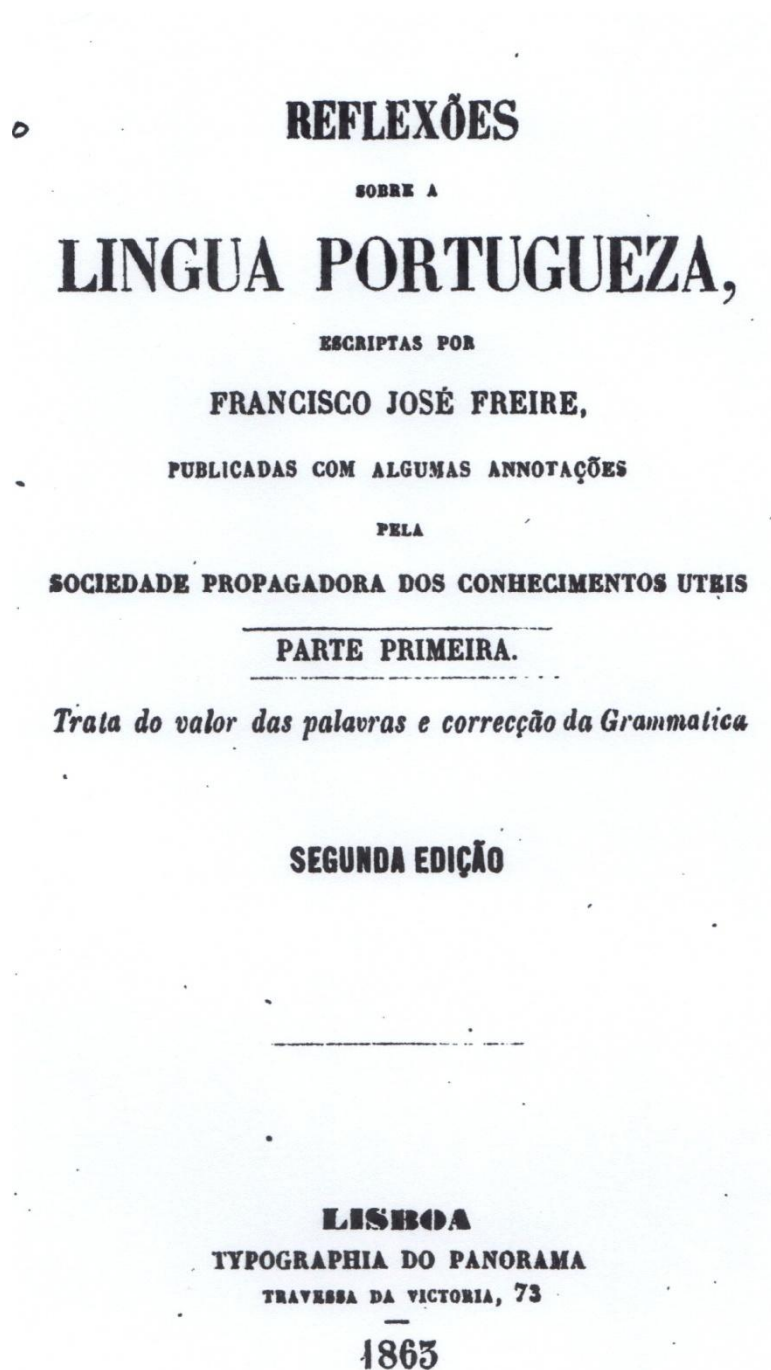 REFLEXÕES
SOBRE A
LINGUA PORTUGUEZA,
ESCRIPTAS POR
FRANCISCO JOSÉ FREIRE,
PUBLICADAS COM ALGUMAS ANNOTAÇÕES
PELA
SOCIEDADE PROPAGADORA DOS CONHECIMENTOS UTEIS
PARTE PRIMEIRA.
Trata do valor das palavras e correcção da Grammatica
SEGUNDA EDIÇÃO
LISBOA
TYPOGRAPHIA DO PANORAMA
TRAVESSA DA VICTORIA, 73
1863